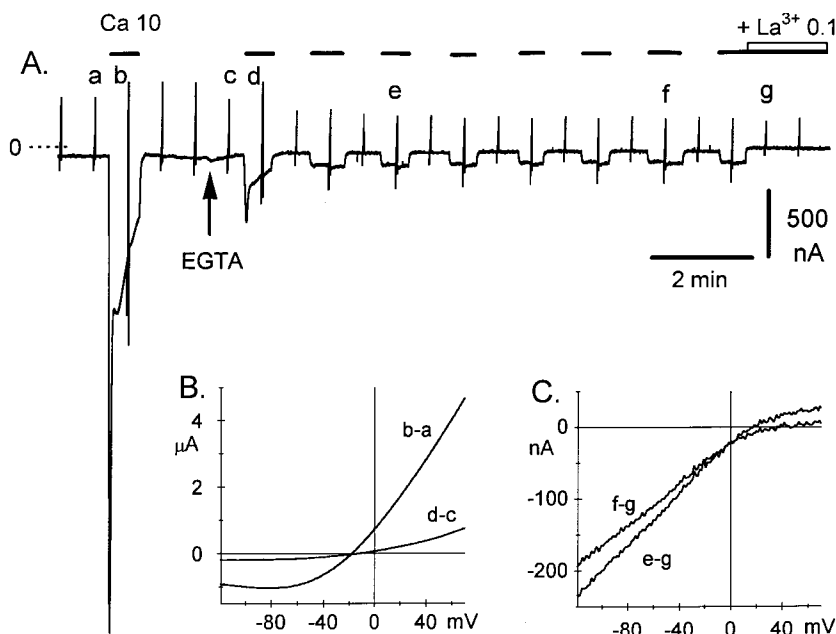 Ca 10
+ La³⁺ 0.1
A.
a b c d e f g
0
EGTA
500
nA
2 min
B.
4
µA
2
0
b-a
d-c
-80 -40 0 40 mV
C.
0
nA
-100
-200
f-g
e-g
-80 -40 0 40 mV